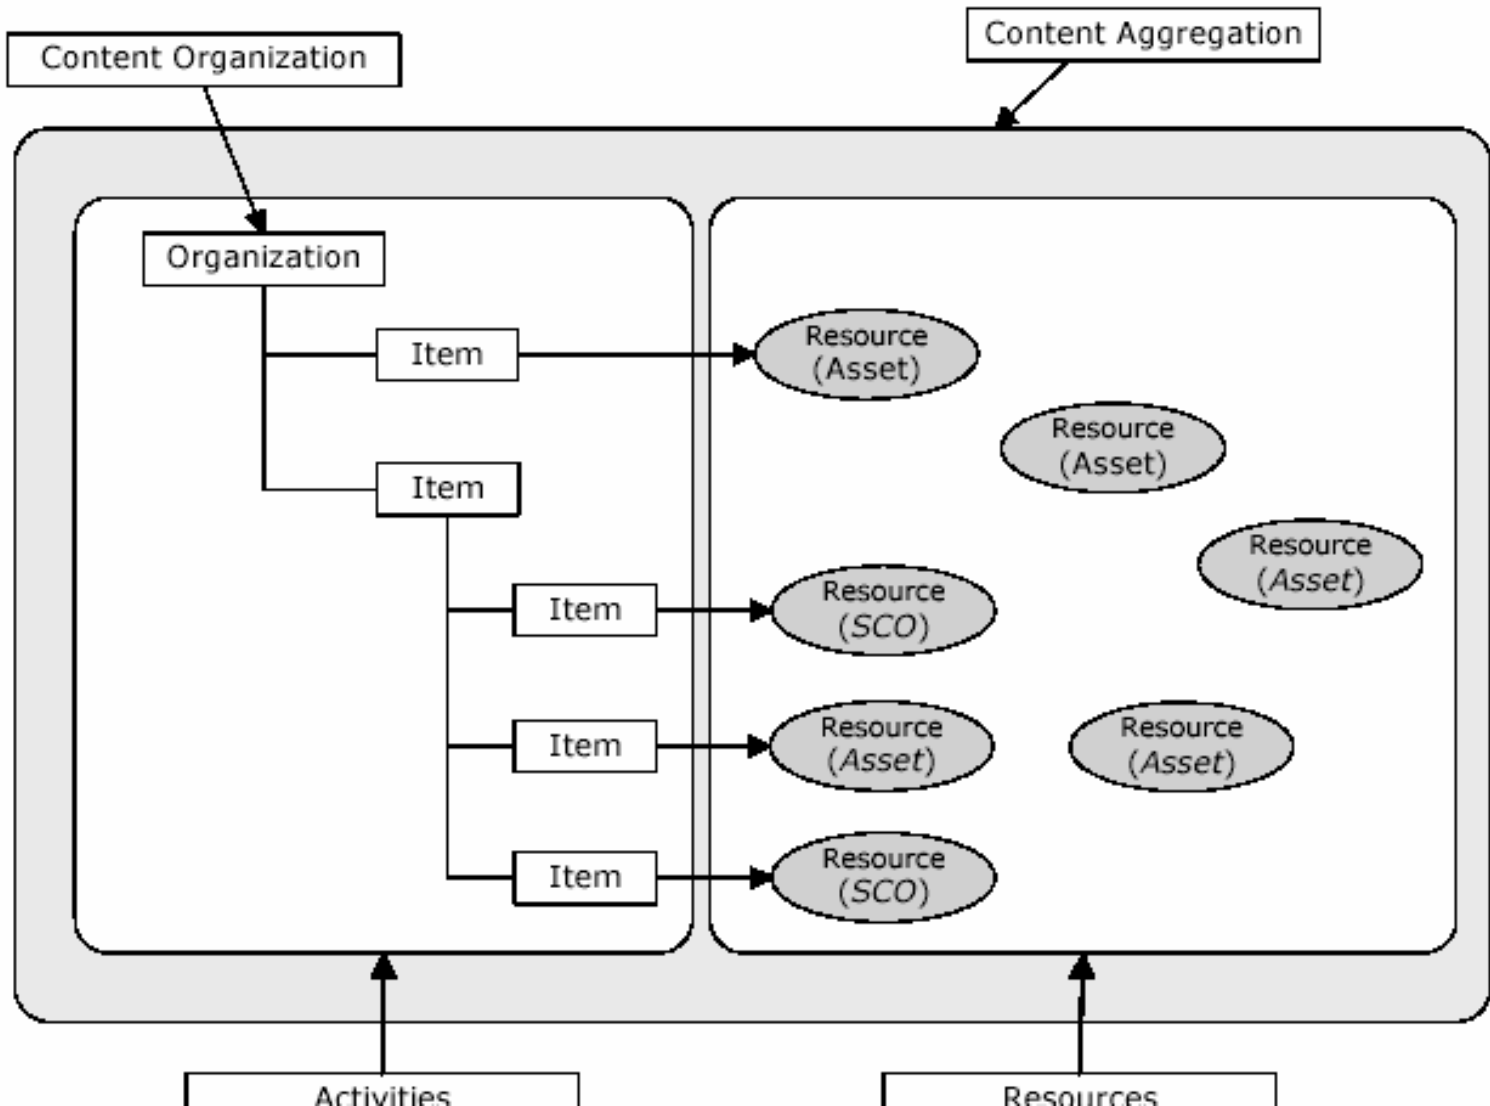 Content Organization
Content Aggregation
Organization
Item
Resource
(Asset)
Resource
(Asset)
Item
Resource
(Asset)
Item
Resource
(SCO)
Item
Resource
(Asset)
Resource
(Asset)
Item
Resource
(SCO)
Activities
Resources